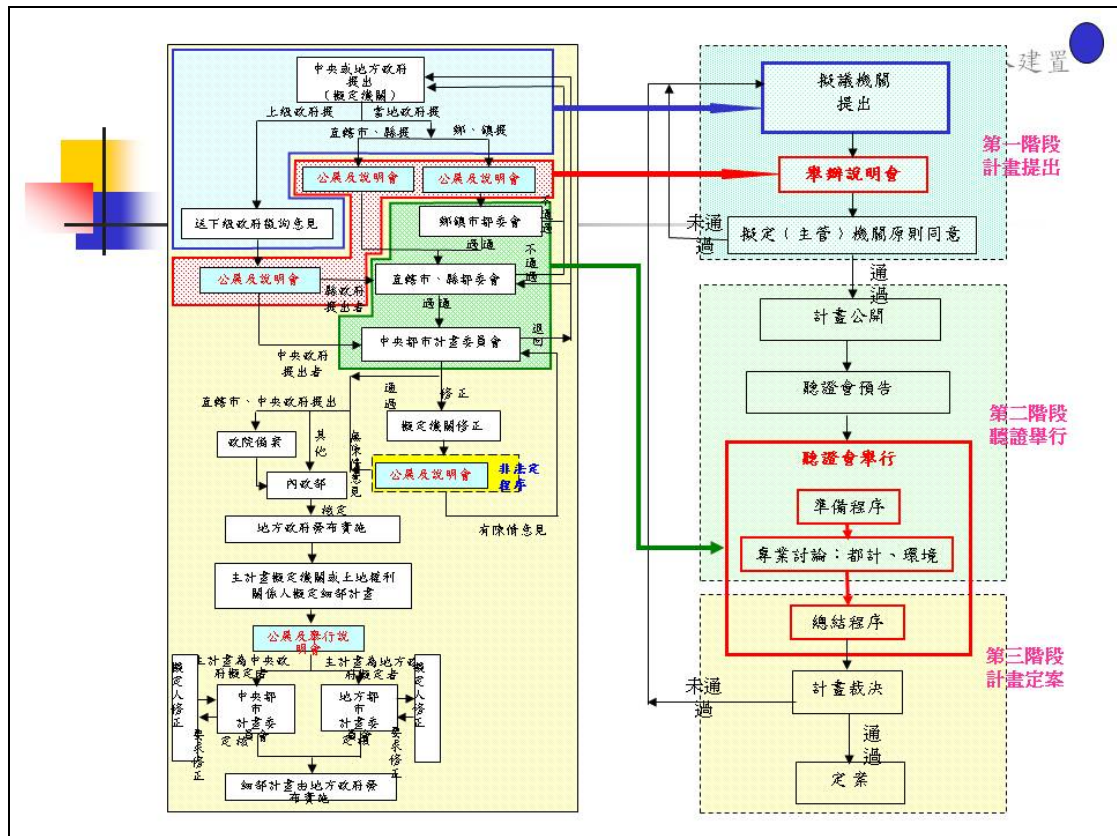 建置
中央或地方政府
提出
(擬定機關)
上級政府提
當地政府提
直轄市、縣提
鄉、鎮提
公展及說明會
公展及說明會
不通過
送下級政府徵詢意見
鄉鎮市都委會
通過
不通過
公展及說明會
縣政府
提出者
直轄市、縣都委會
通過
退回
中央都市計畫委員會
中央政府
提出者
通過
修正
直轄市、中央政府提出
擬定機關修正
政院備案
其他
無陳情意見
公展及說明會
非法定
程序
內政部
核定
有陳情意見
地方政府發布實施
主計畫擬定機關或土地權利
關係人擬定細部計畫
公展及舉行說
明會
主計畫為中央政
府擬定者
主計畫為地方政
府擬定者
擬定人修正
中央都
市
計畫委
員會
地方都
市
計畫委
員會
擬定人修正
要求修正
核定
核定
要求修正
細部計畫由地方政府發
布實施
擬議機關
提出
第一階段
計畫提出
舉辦說明會
未通過
擬定(主管)機關原則同意
通過
計畫公開
聽證會預告
第二階段
聽證舉行
聽證會舉行
準備程序
專業討論:都計、環境
總結程序
第三階段
計畫定案
未通過
計畫裁決
通過
定案